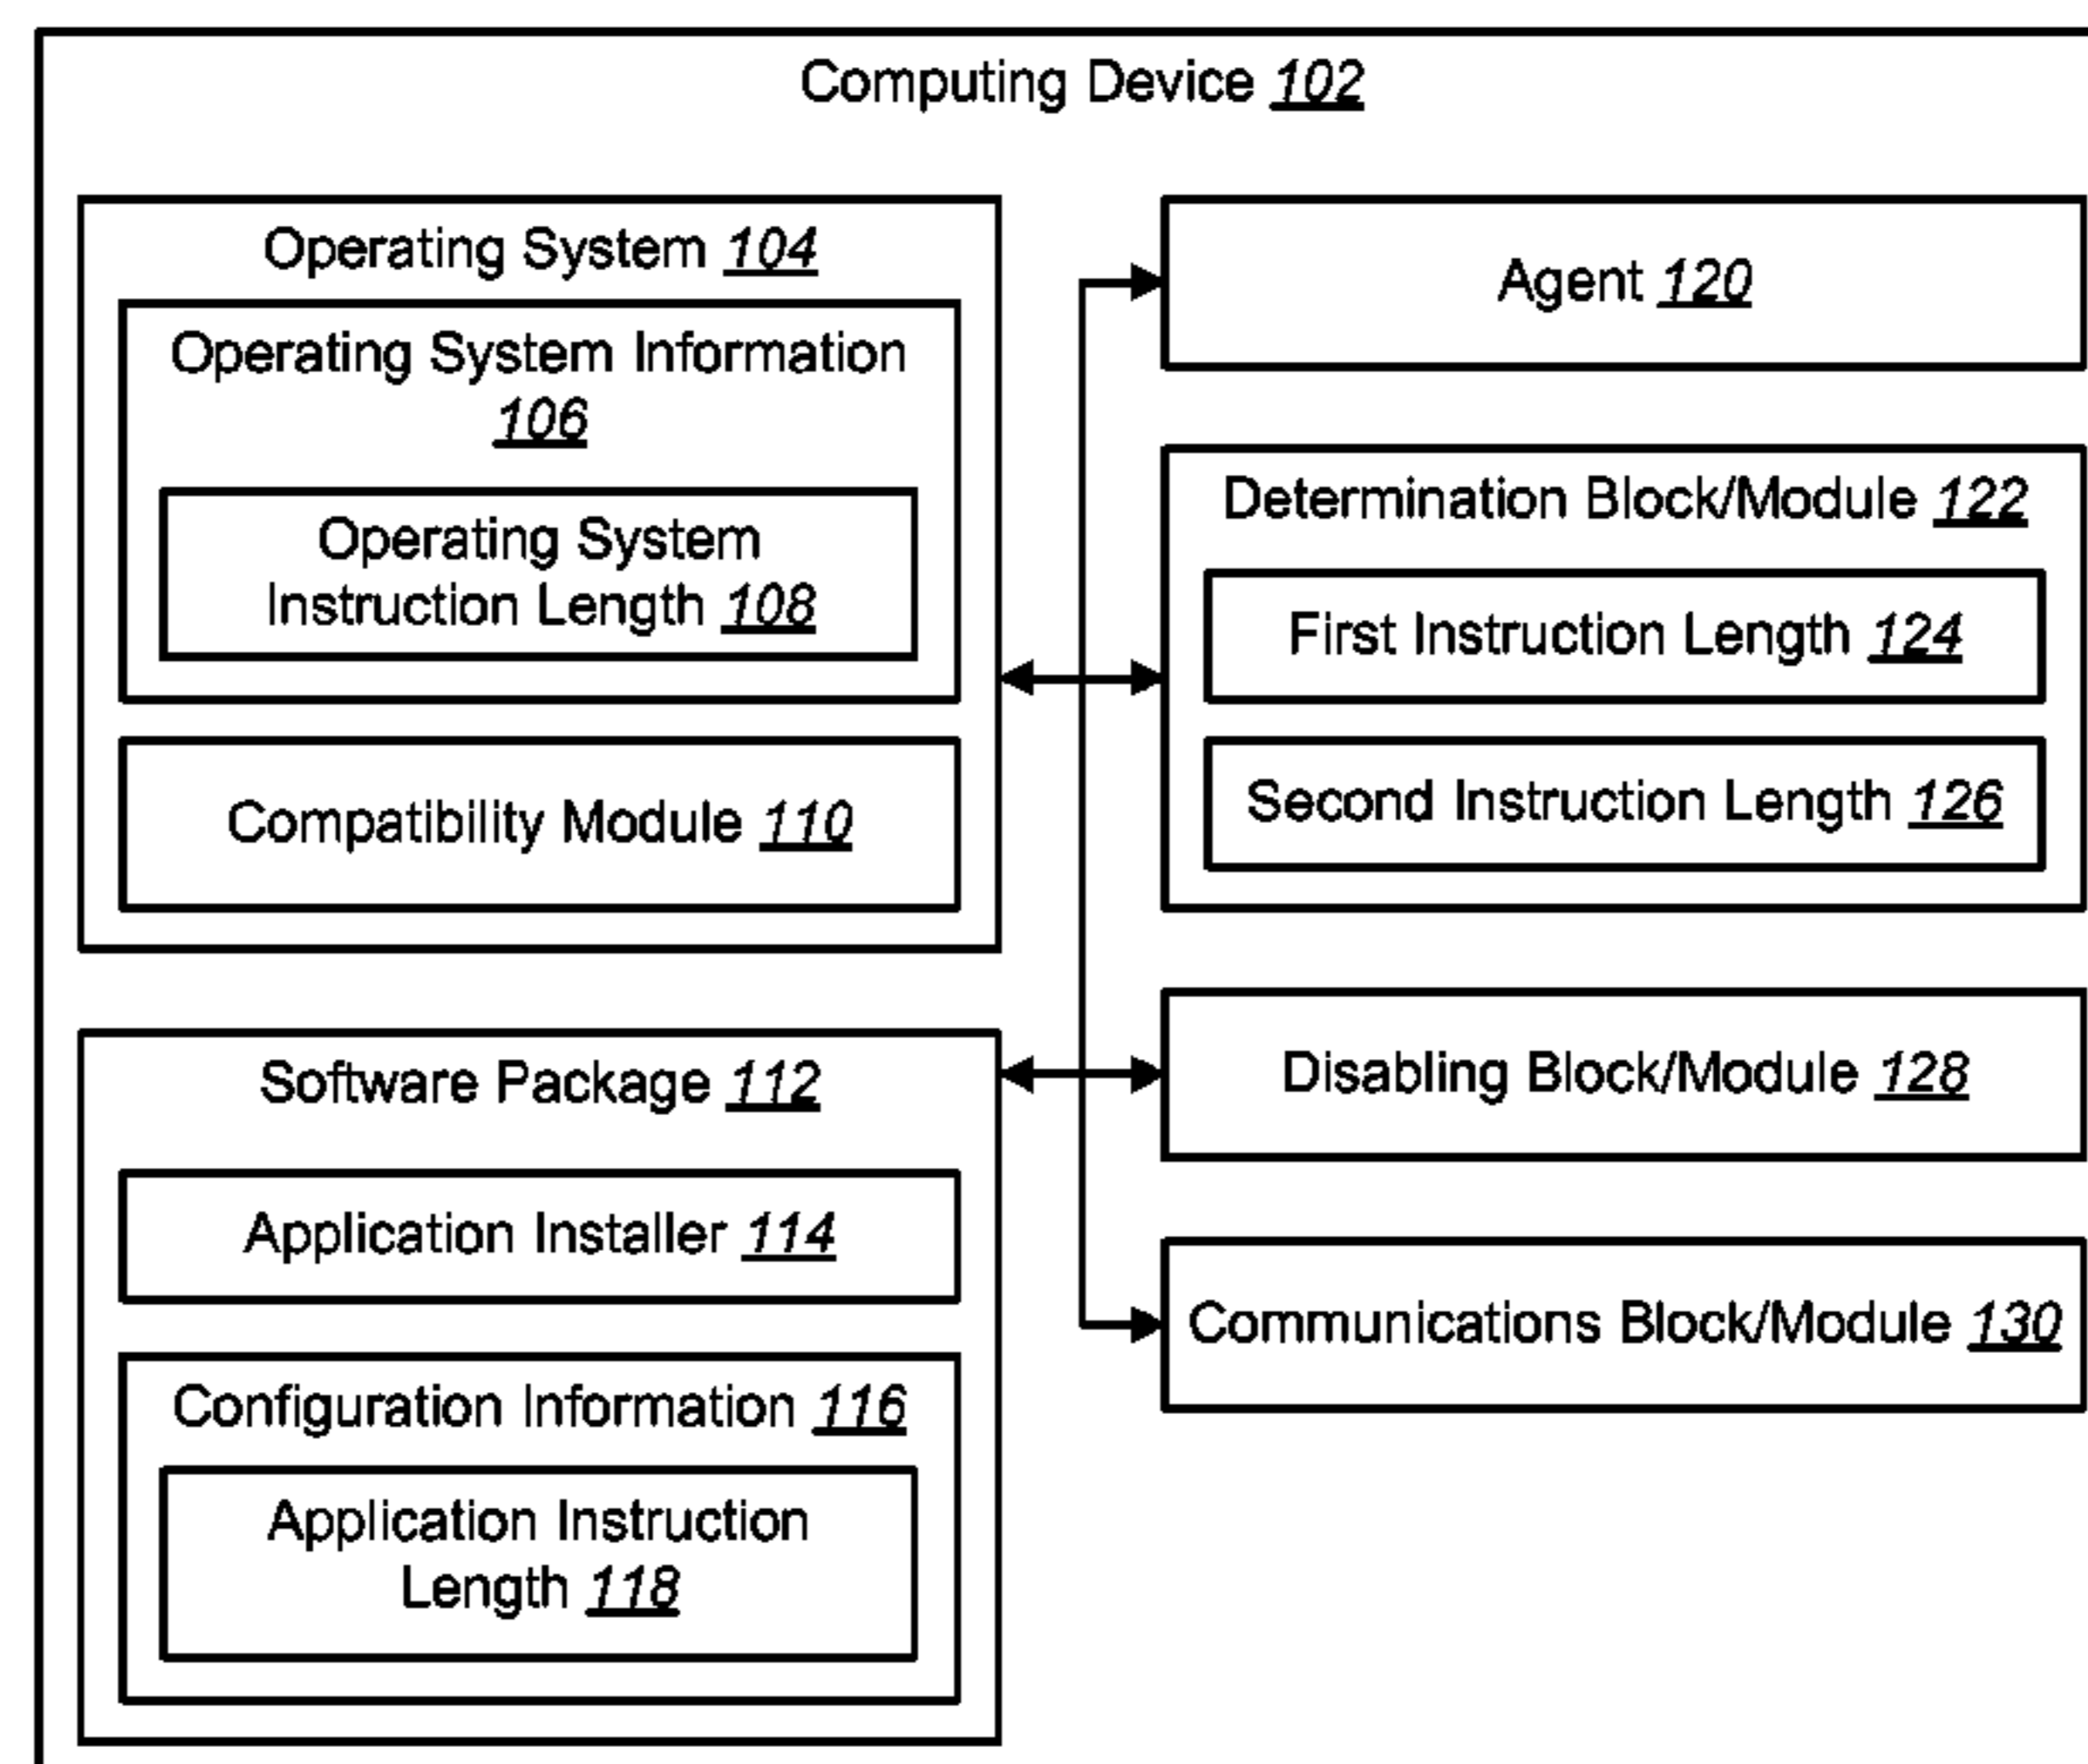 Computing Device 102
Operating System 104
Operating System Information
106
Operating System
Instruction Length 108
Compatibility Module 110
Software Package 112
Application Installer 114
Configuration Information 116
Application Instruction
Length 118
Agent 120
Determination Block/Module 122
First Instruction Length 124
Second Instruction Length 126
Disabling Block/Module 128
Communications Block/Module 130